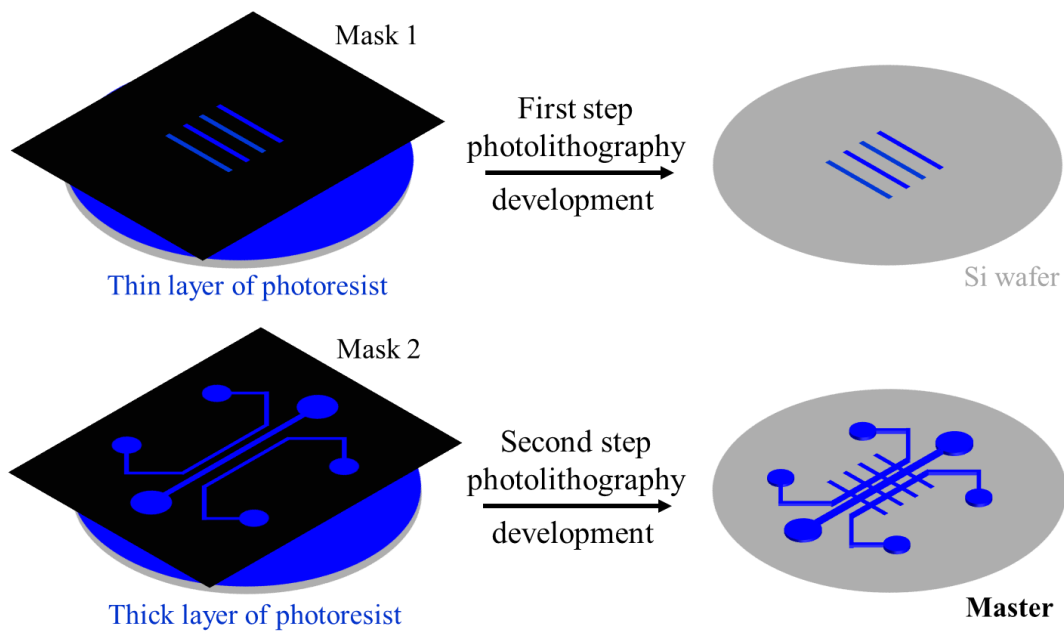 Mask 1
First step
photolithography
development
Thin layer of photoresist
Si wafer
Mask 2
Second step
photolithography
development
Thick layer of photoresist
Master